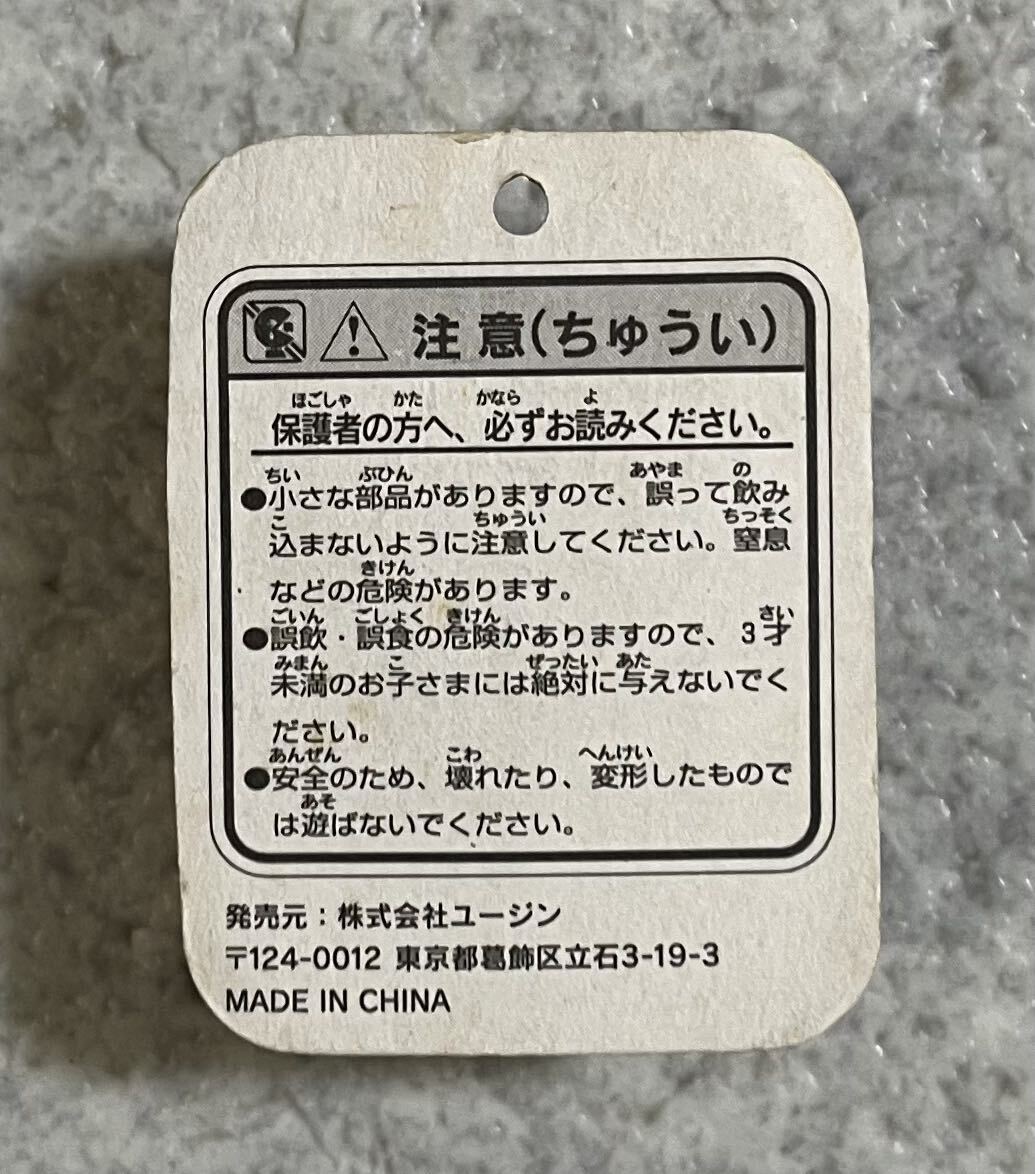 注意(ちゅうい)
ほごしゃ かた かなら よ
保護者の方へ、必ずお読みください。
ちい ぶひん あやま の
●小さな部品がありますので、誤って飲み
こ ちゅうい ちっそく
込まないように注意してください。窒息
きけん
などの危険があります。
ごいん ごしょく きけん さい
●誤飲・誤食の危険がありますので、3才
みまん こ ぜったい あた
未満のお子さまには絶対に与えないでく
ださい。
あんぜん こわ へんけい
●安全のため、壊れたり、変形したもので
あそ
は遊ばないでください。
発売元:株式会社ユージン
〒124-0012 東京都葛飾区立石3-19-3
MADE IN CHINA